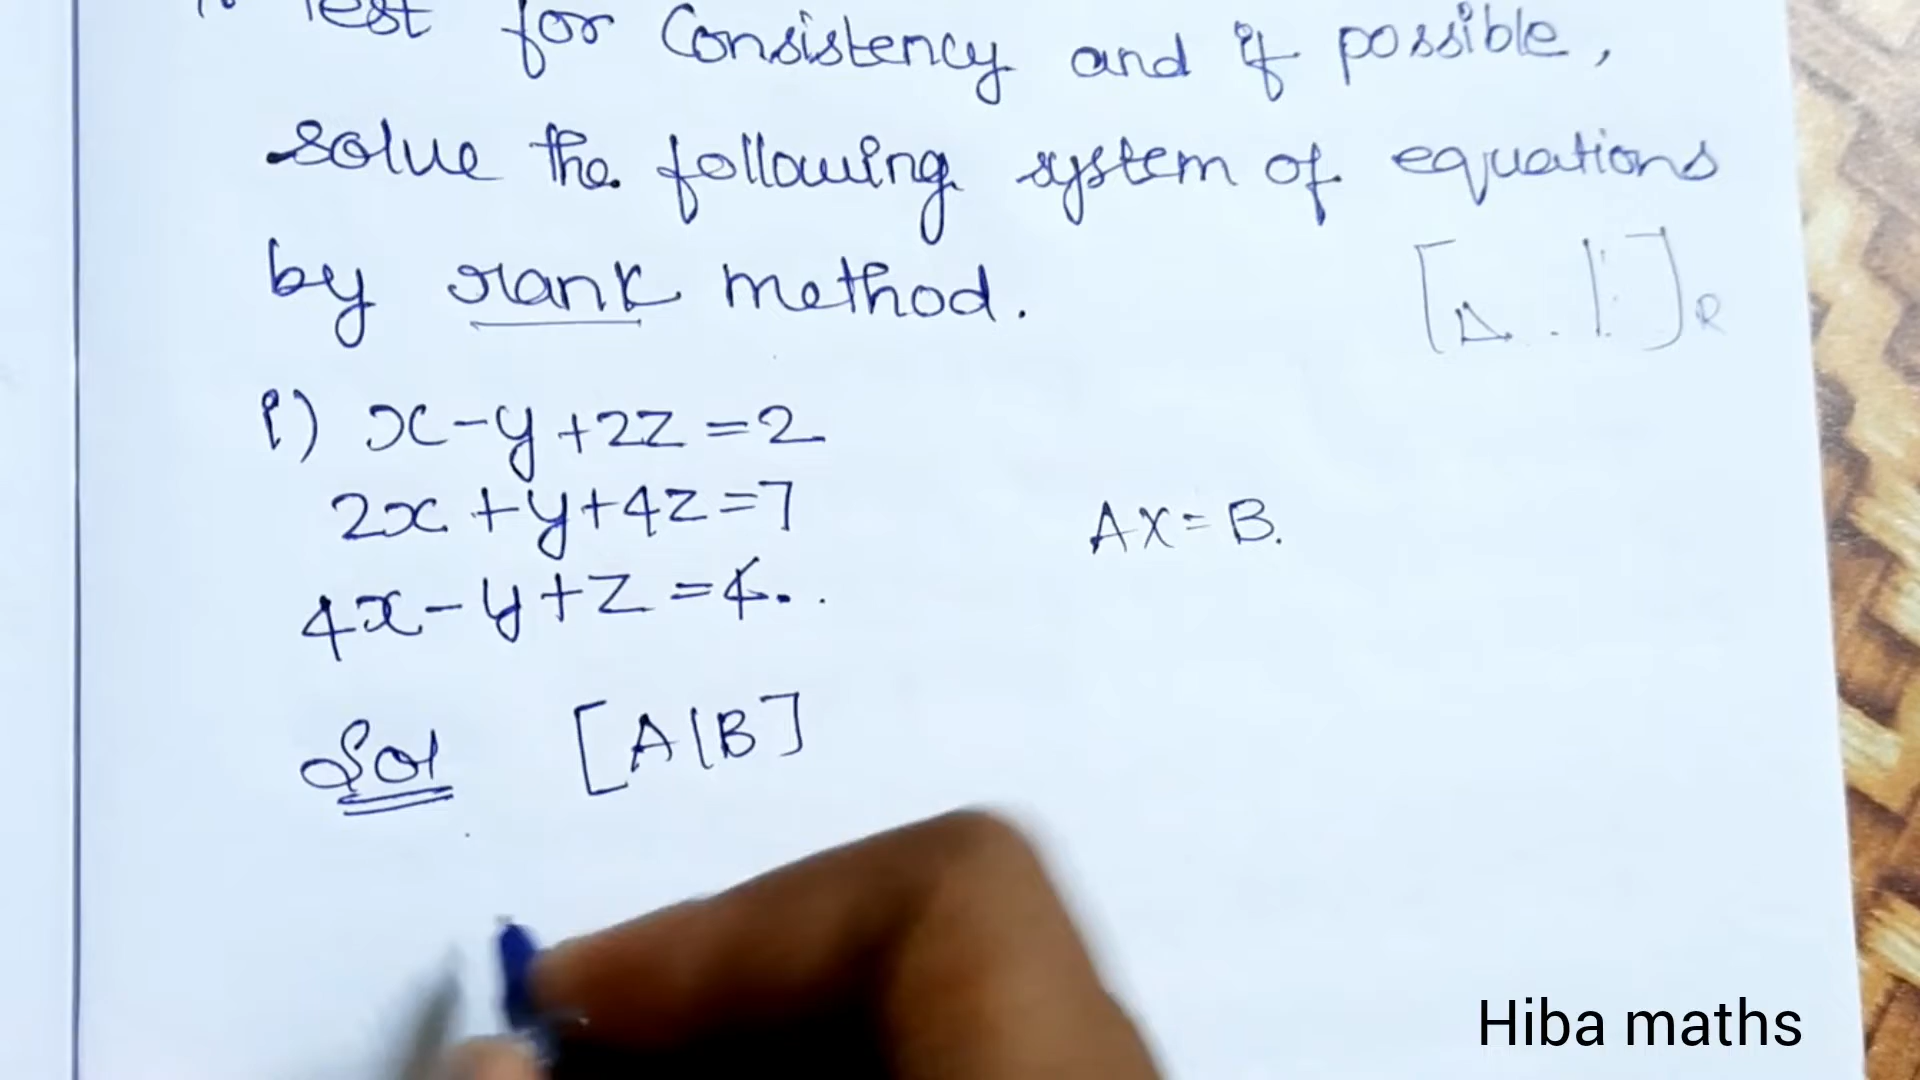 Test for Consistency and if possible,
solve the following system of equations
by rank method.
i) x-y+2z=2
2x+y+4z=7
4x-y+z=4.
AX=B.
Sol [A|B]
Hiba maths